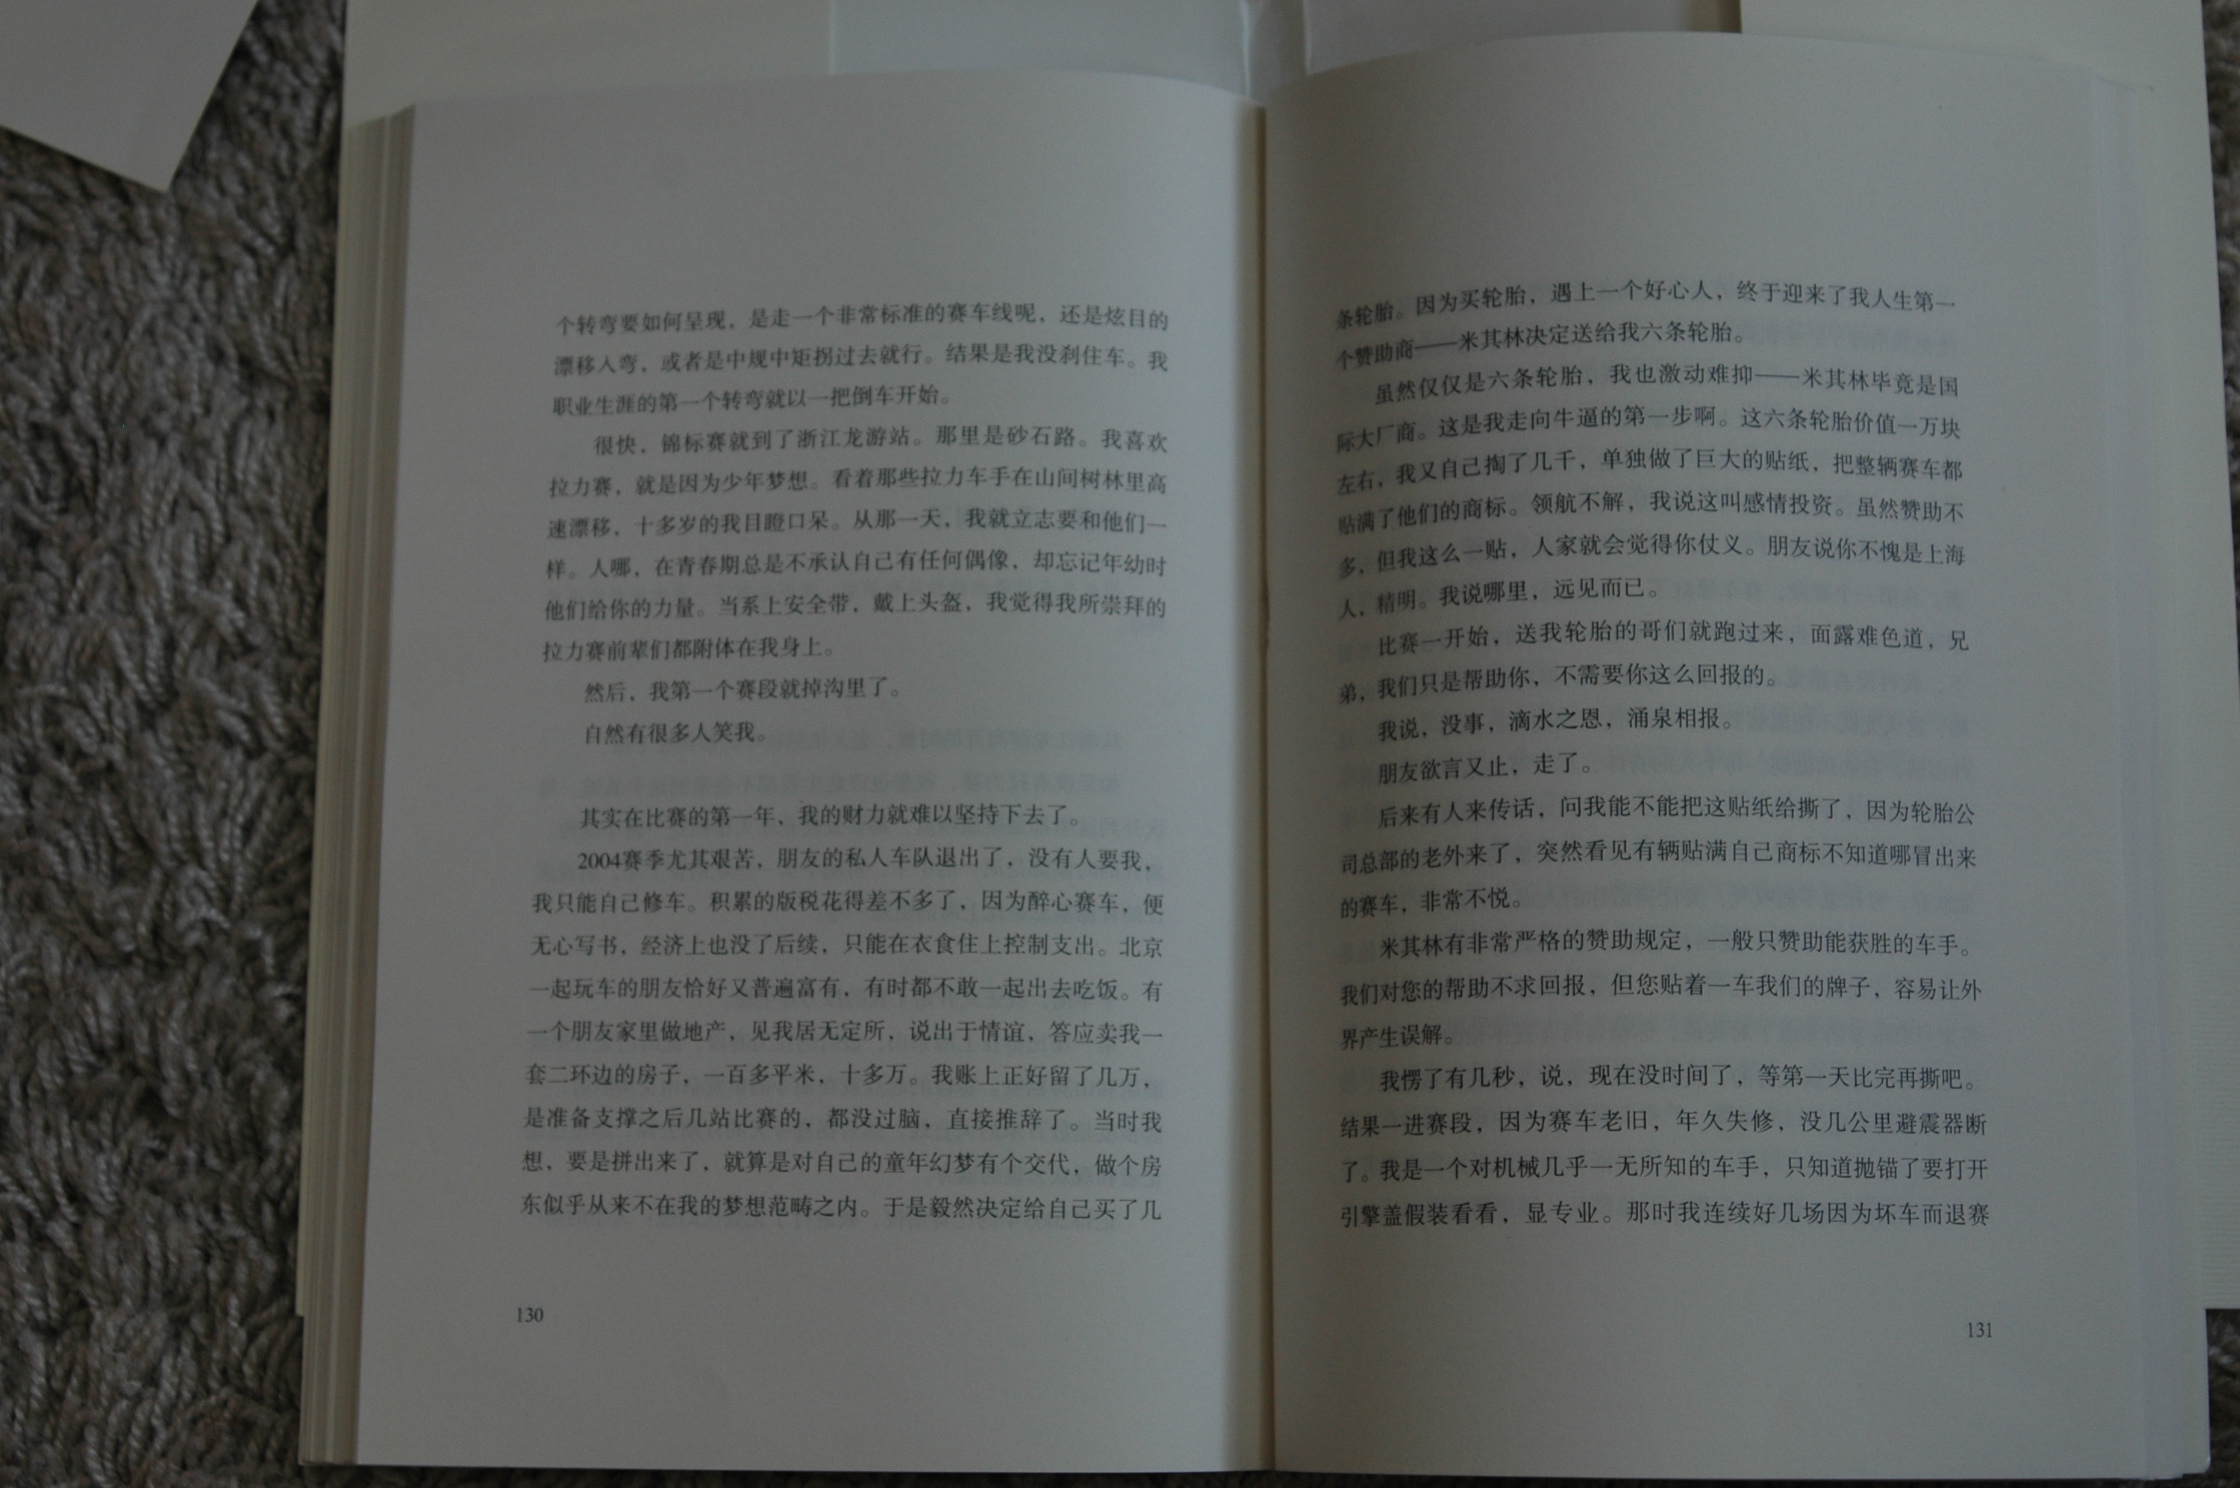 个转弯要如何呈现，是走一个非常标准的赛车线呢，还是炫目的
漂移入弯，或者是中规中矩拐过去就行。结果是我没刹住车。我
职业生涯的第一个转弯就以一把倒车开始。
很快，锦标赛就到了浙江龙游站。那里是砂石路。我喜欢
拉力赛，就是因为少年梦想。看着那些拉力车手在山间树林里高
速漂移，十多岁的我目瞪口呆。从那一天，我就立志要和他们一
样。人哪，在青春期总是不承认自己有任何偶像，却忘记年幼时
他们给你的力量。当系上安全带，戴上头盔，我觉得我所崇拜的
拉力赛前辈们都附体在我身上。
然后，我第一个赛段就掉沟里了。
自然有很多人笑我。
其实在比赛的第一年，我的财力就难以坚持下去了。
2004赛季尤其艰苦，朋友的私人车队退出了，没有人要我，
我只能自己修车。积累的版税花得差不多了，因为醉心赛车，便
无心写书，经济上也没了后续，只能在衣食住上控制支出。北京
一起玩车的朋友恰好又普遍富有，有时都不敢一起出去吃饭。有
一个朋友家里做地产，见我居无定所，说出于情谊，答应卖我一
套二环边的房子，一百多平米，十多万。我账上正好留了几万，
是准备支撑之后几站比赛的，都没过脑，直接推辞了。当时我
想，要是拼出来了，就算是对自己的童年幻梦有个交代，做个房
东似乎从来不在我的梦想范畴之内。于是毅然决定给自己买了几
130
条轮胎。因为买轮胎，遇上一个好心人，终于迎来了我人生第一
个赞助商——米其林决定送给我六条轮胎。
虽然仅仅是六条轮胎，我也激动难抑——米其林毕竟是国
际大厂商。这是我走向牛逼的第一步啊。这六条轮胎价值一万块
左右，我又自己掏了几千，单独做了巨大的贴纸，把整辆赛车都
贴满了他们的商标。领航不解，我说这叫感情投资。虽然赞助不
多，但我这么一贴，人家就会觉得你仗义。朋友说你不愧是上海
人，精明。我说哪里，远见而已。
比赛一开始，送我轮胎的哥们就跑过来，面露难色道，兄
弟，我们只是帮助你，不需要你这么回报的。
我说，没事，滴水之恩，涌泉相报。
朋友欲言又止，走了。
后来有人来传话，问我能不能把这贴纸给撕了，因为轮胎公
司总部的老外来了，突然看见有辆贴满自己商标不知道哪冒出来
的赛车，非常不悦。
米其林有非常严格的赞助规定，一般只赞助能获胜的车手。
我们对您的帮助不求回报，但您贴着一车我们的牌子，容易让外
界产生误解。
我愣了有几秒，说，现在没时间了，等第一天比完再撕吧。
结果一进赛段，因为赛车老旧，年久失修，没几公里避震器断
了。我是一个对机械几乎一无所知的车手，只知道抛锚了要打开
引擎盖假装看看，显专业。那时我连续好几场因为坏车而退赛
131